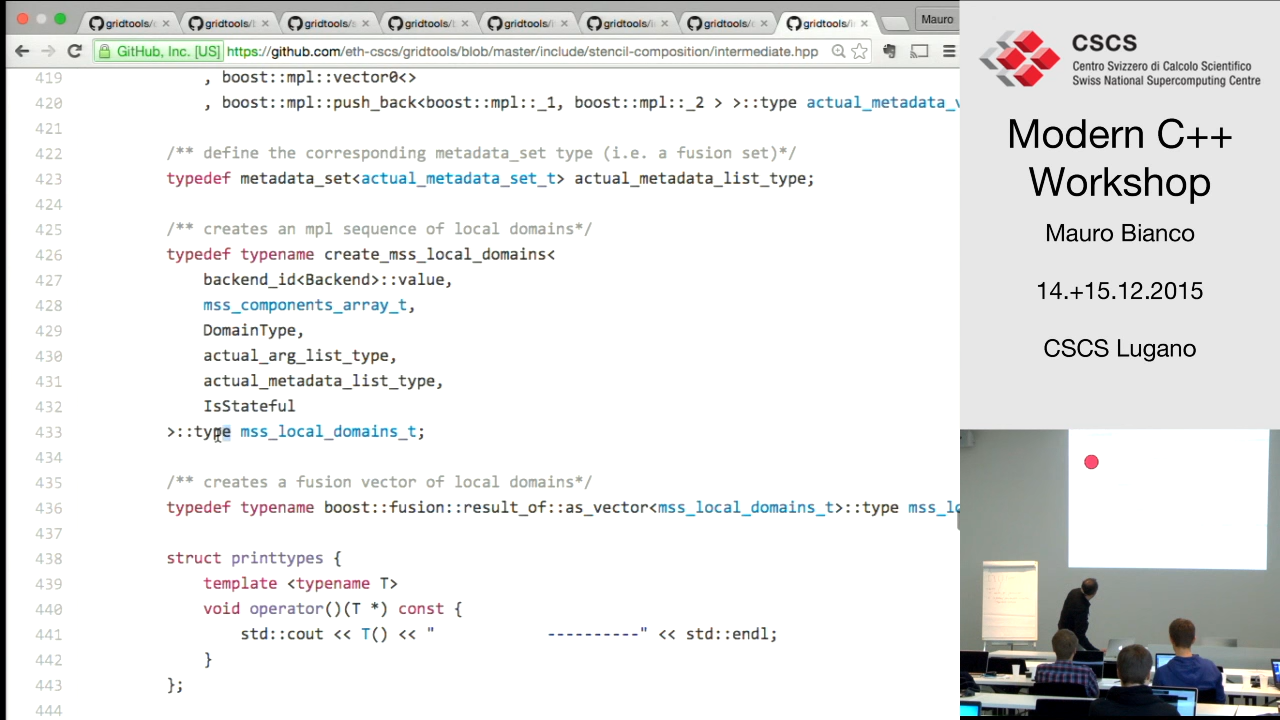 gridtools/
gridtools/b
gridtools/s
gridtools/
gridtools/i
gridtools/i
gridtools/
gridtools/i
Mauro
GitHub, Inc. [US] https://github.com/eth-cscs/gridtools/blob/master/include/stencil-composition/intermediate.hpp
419 , boost::mpl::vector0<>
420 , boost::mpl::push_back<boost::mpl::_1, boost::mpl::_2 > >::type actual_metadata_v
421
422 /** define the corresponding metadata_set type (i.e. a fusion set)*/
423 typedef metadata_set<actual_metadata_set_t> actual_metadata_list_type;
424
425 /** creates an mpl sequence of local domains*/
426 typedef typename create_mss_local_domains<
427 backend_id<Backend>::value,
428 mss_components_array_t,
429 DomainType,
430 actual_arg_list_type,
431 actual_metadata_list_type,
432 IsStateful
433 >::type mss_local_domains_t;
434
435 /** creates a fusion vector of local domains*/
436 typedef typename boost::fusion::result_of::as_vector<mss_local_domains_t>::type mss_lo
437
438 struct printtypes {
439 template <typename T>
440 void operator()(T *) const {
441 std::cout << T() << " ----------" << std::endl;
442 }
443 };
444
CSCS
Centro Svizzero di Calcolo Scientifico
Swiss National Supercomputing Centre
Modern C++
Workshop
Mauro Bianco
14.+15.12.2015
CSCS Lugano